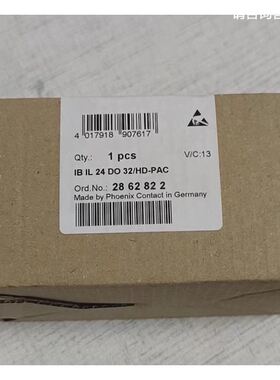 4 017918 907617
Qty.: 1 pcs V/C:13
IB IL 24 DO 32/HD-PAC
Ord.No.: 28 62 82 2
Made by Phoenix Contact in Germany